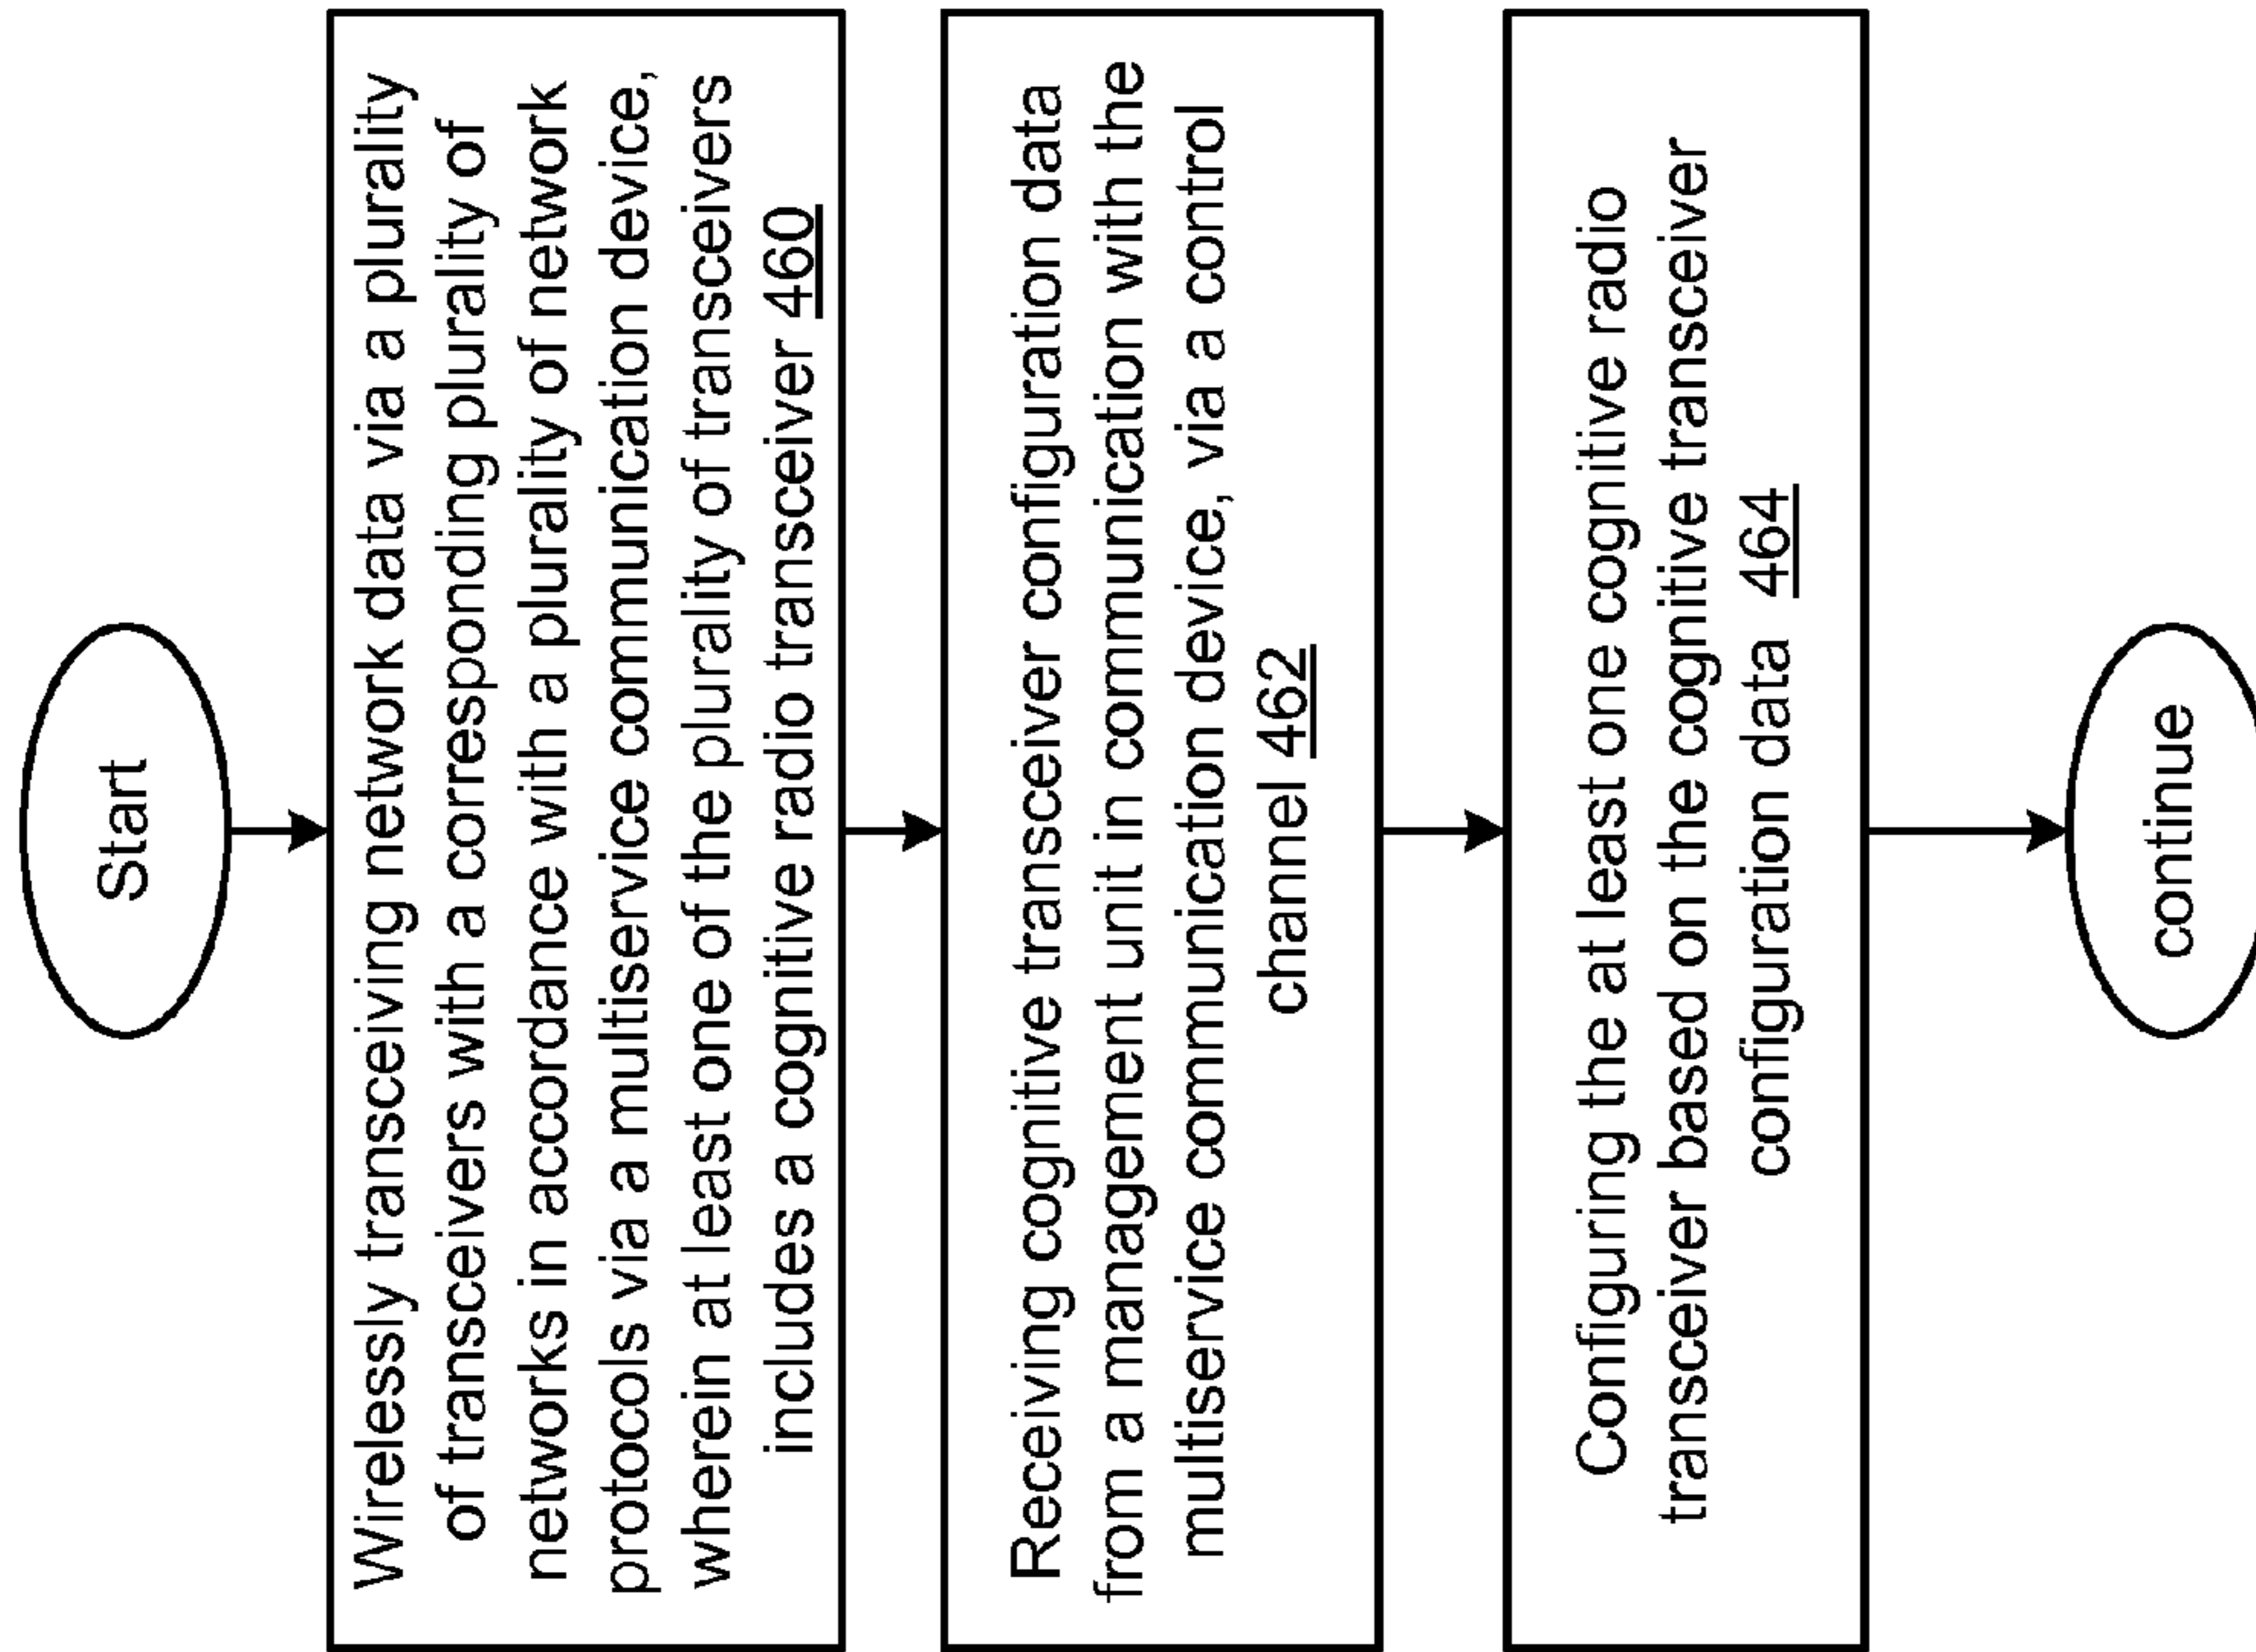 Start
Wirelessly transceiving network data via a plurality
of transceivers with a corresponding plurality of
networks in accordance with a plurality of network
protocols via a multiservice communication device,
wherein at least one of the plurality of transceivers
includes a cognitive radio transceiver 460
Receiving cognitive transceiver configuration data
from a management unit in communication with the
multiservice communication device, via a control
channel 462
Configuring the at least one cognitive radio
transceiver based on the cognitive transceiver
configuration data 464
continue